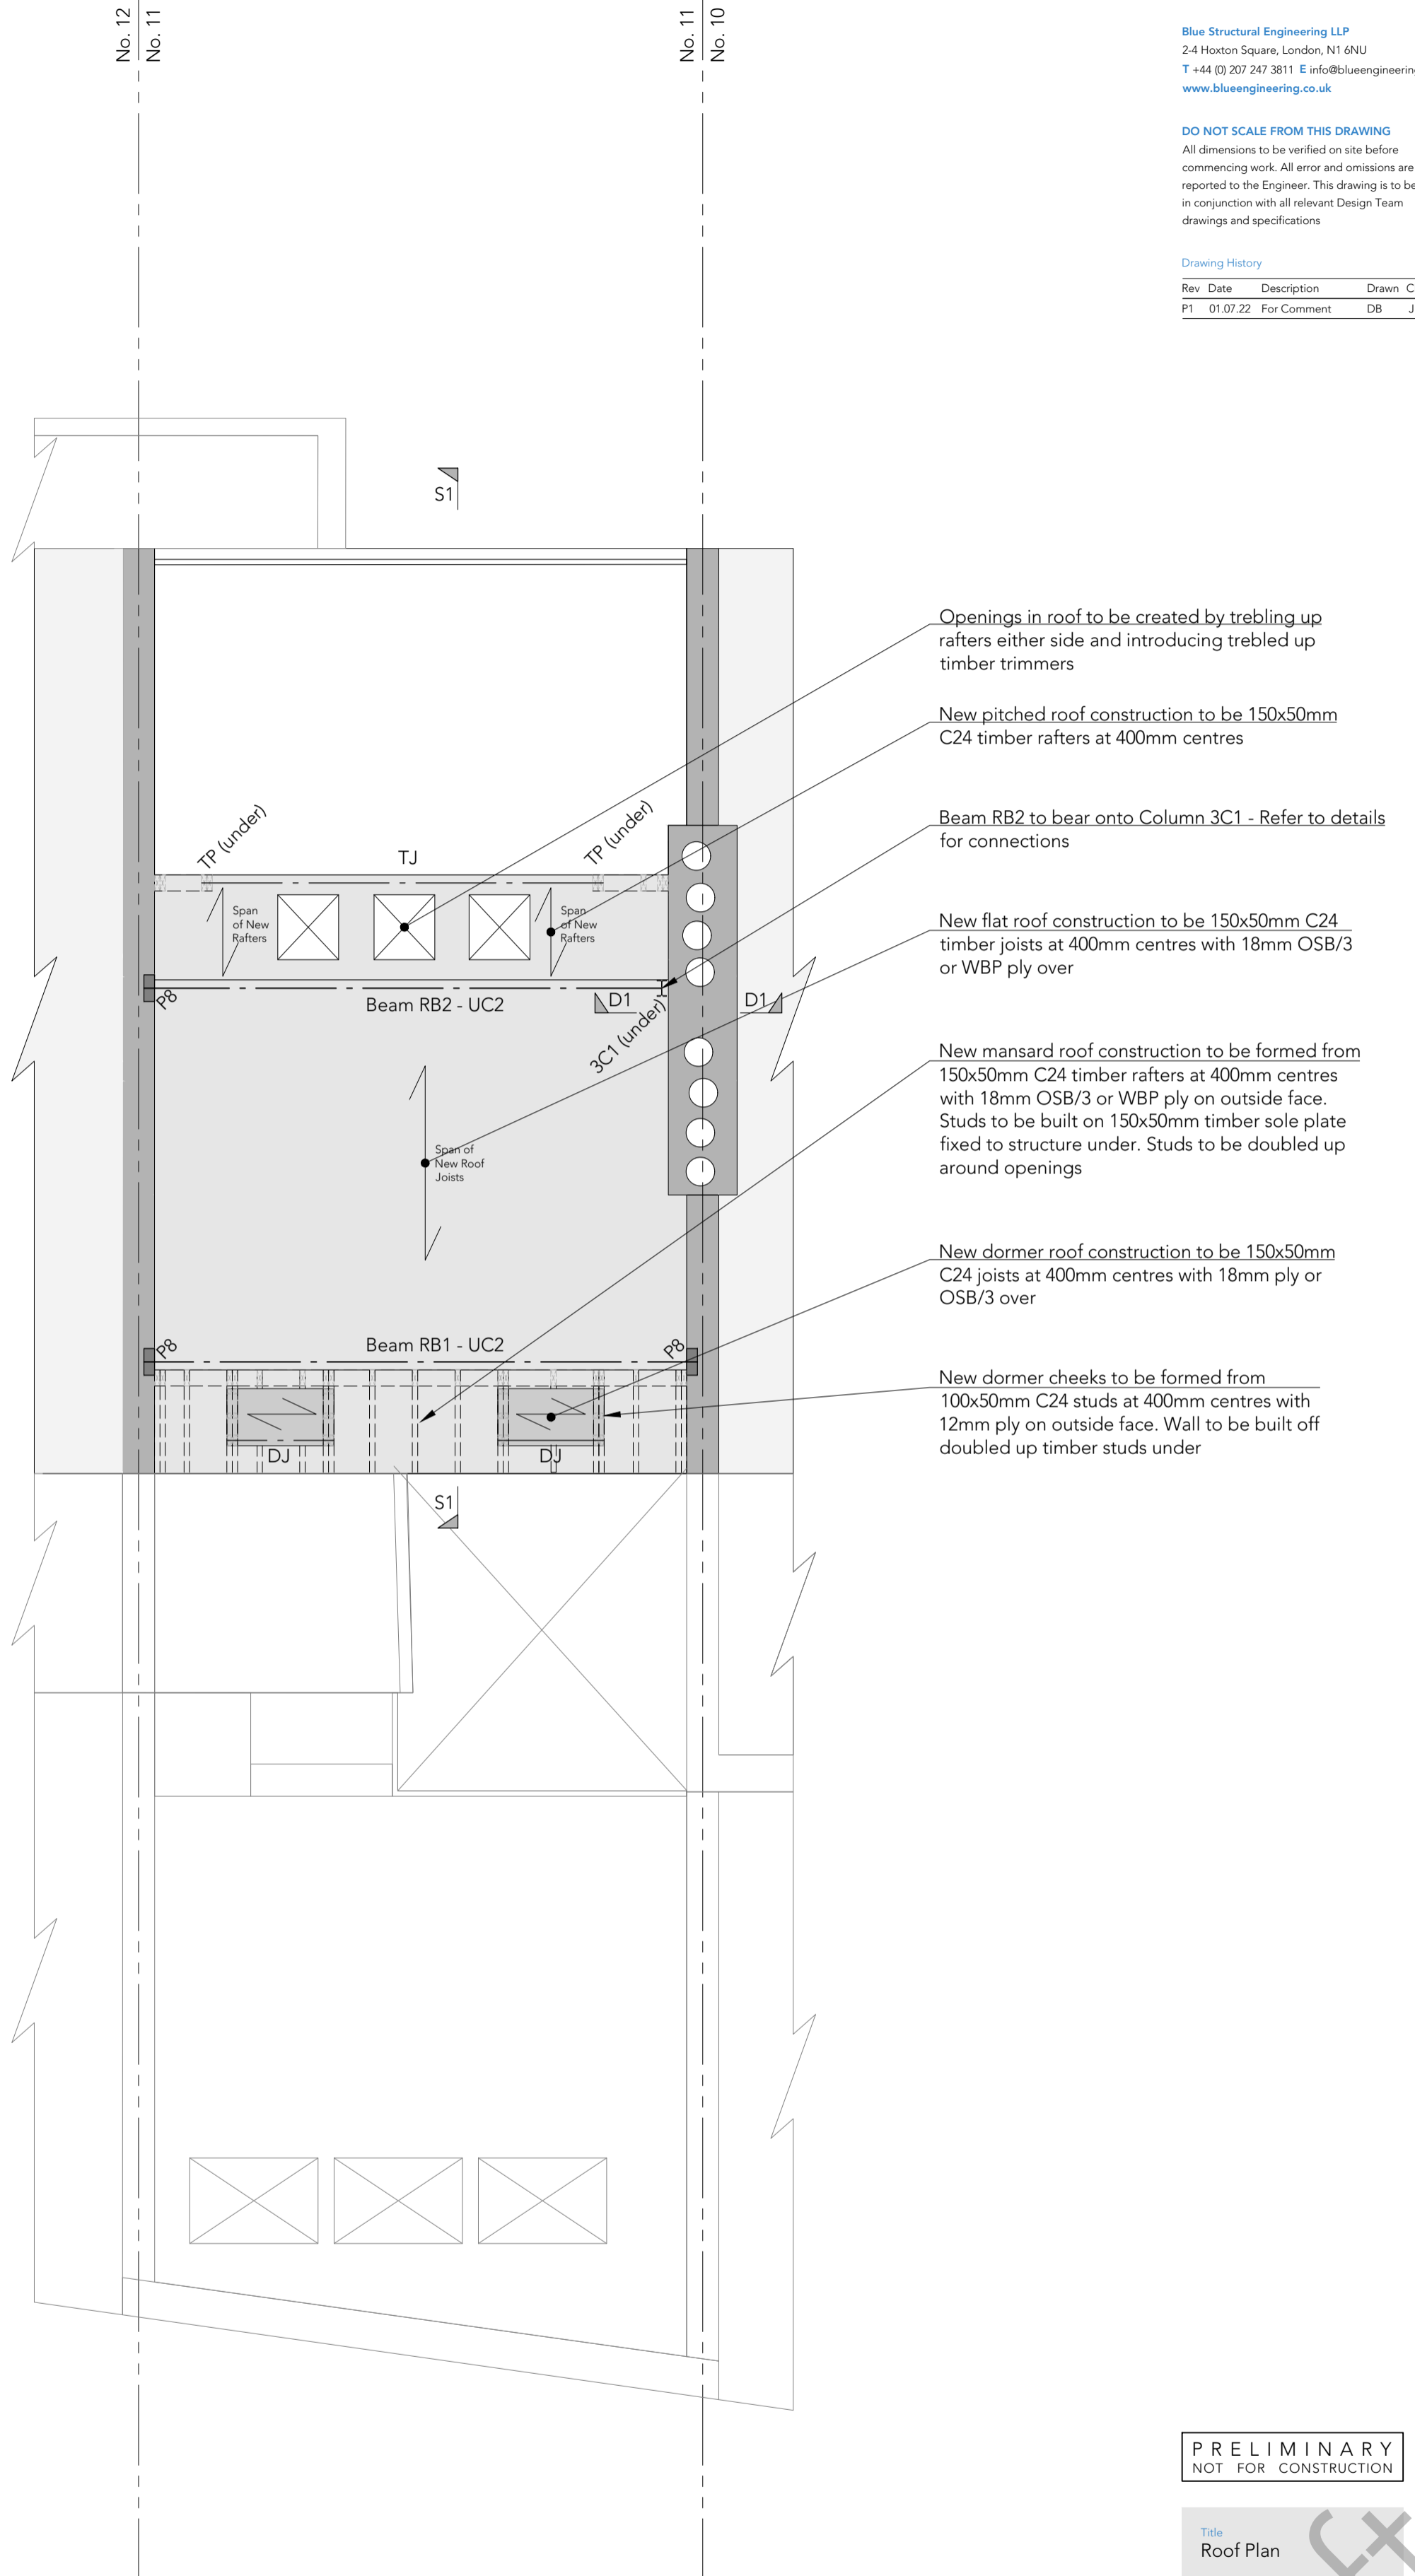 No. 12
No. 11
No. 11
No. 10
Blue Structural Engineering LLP
2-4 Hoxton Square, London, N1 6NU
T +44 (0) 207 247 3811 E info@blueengineering
www.blueengineering.co.uk
DO NOT SCALE FROM THIS DRAWING
All dimensions to be verified on site before
commencing work. All error and omissions are
reported to the Engineer. This drawing is to be
in conjunction with all relevant Design Team
drawings and specifications
Drawing History
Rev Date Description Drawn C
P1 01.07.22 For Comment DB J
S1
Openings in roof to be created by trebling up
rafters either side and introducing trebled up
timber trimmers
New pitched roof construction to be 150x50mm
C24 timber rafters at 400mm centres
Beam RB2 to bear onto Column 3C1 - Refer to details
for connections
TP (under)
TJ
TP (under)
Span
of New
Rafters
Span
of New
Rafters
New flat roof construction to be 150x50mm C24
timber joists at 400mm centres with 18mm OSB/3
or WBP ply over
P8
Beam RB2 - UC2
D1
D1
3C1 (under)
New mansard roof construction to be formed from
150x50mm C24 timber rafters at 400mm centres
with 18mm OSB/3 or WBP ply on outside face.
Studs to be built on 150x50mm timber sole plate
fixed to structure under. Studs to be doubled up
around openings
Span of
New Roof
Joists
New dormer roof construction to be 150x50mm
C24 joists at 400mm centres with 18mm ply or
OSB/3 over
P8
Beam RB1 - UC2
P8
New dormer cheeks to be formed from
100x50mm C24 studs at 400mm centres with
12mm ply on outside face. Wall to be built off
doubled up timber studs under
DJ
DJ
S1
PRELIMINARY
NOT FOR CONSTRUCTION
Title
Roof Plan